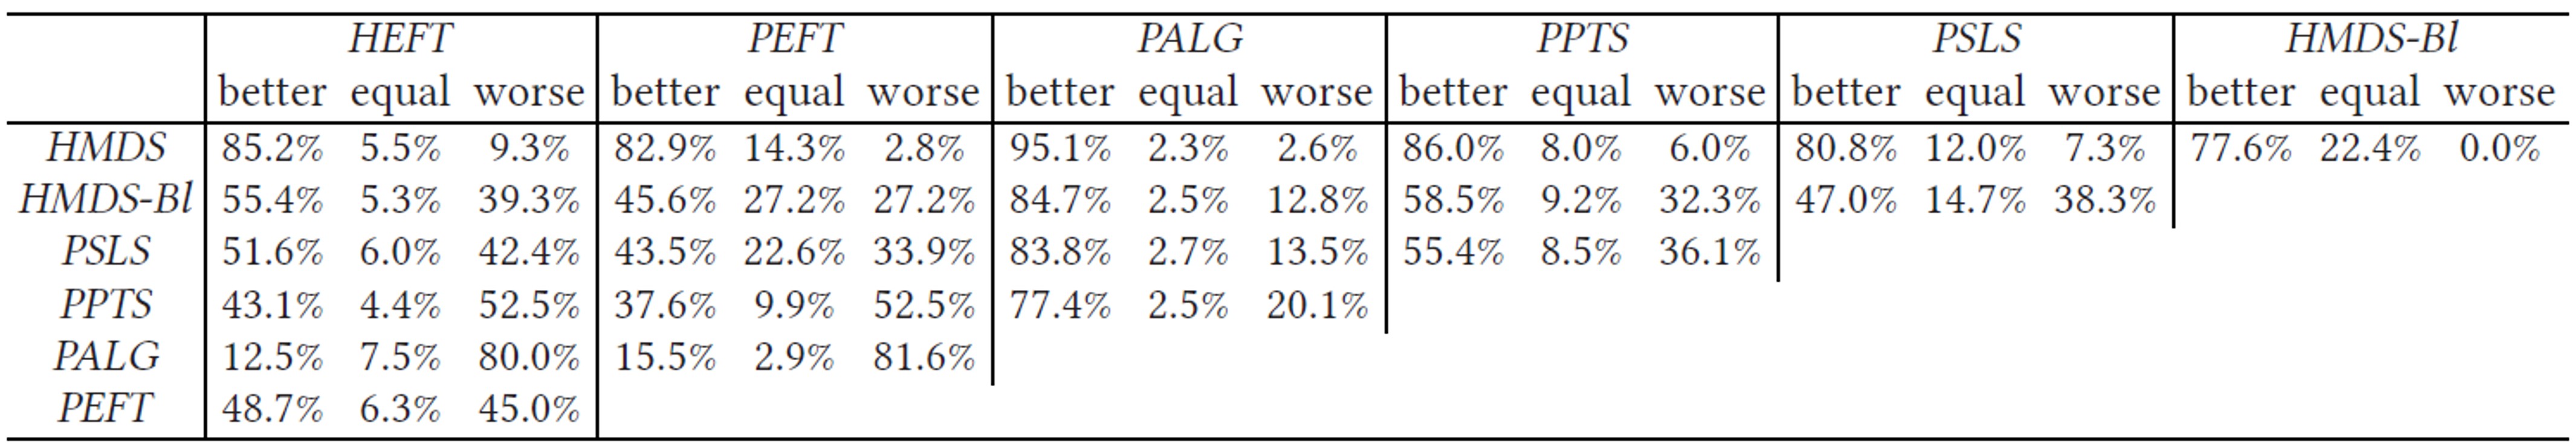 HEFT PEFT PALG PPTS PSLS HMDS-Bl
better equal worse better equal worse better equal worse better equal worse better equal worse better equal worse
HMDS 85.2% 5.5% 9.3% 82.9% 14.3% 2.8% 95.1% 2.3% 2.6% 86.0% 8.0% 6.0% 80.8% 12.0% 7.3% 77.6% 22.4% 0.0%
HMDS-Bl 55.4% 5.3% 39.3% 45.6% 27.2% 27.2% 84.7% 2.5% 12.8% 58.5% 9.2% 32.3% 47.0% 14.7% 38.3%
PSLS 51.6% 6.0% 42.4% 43.5% 22.6% 33.9% 83.8% 2.7% 13.5% 55.4% 8.5% 36.1%
PPTS 43.1% 4.4% 52.5% 37.6% 9.9% 52.5% 77.4% 2.5% 20.1%
PALG 12.5% 7.5% 80.0% 15.5% 2.9% 81.6%
PEFT 48.7% 6.3% 45.0%